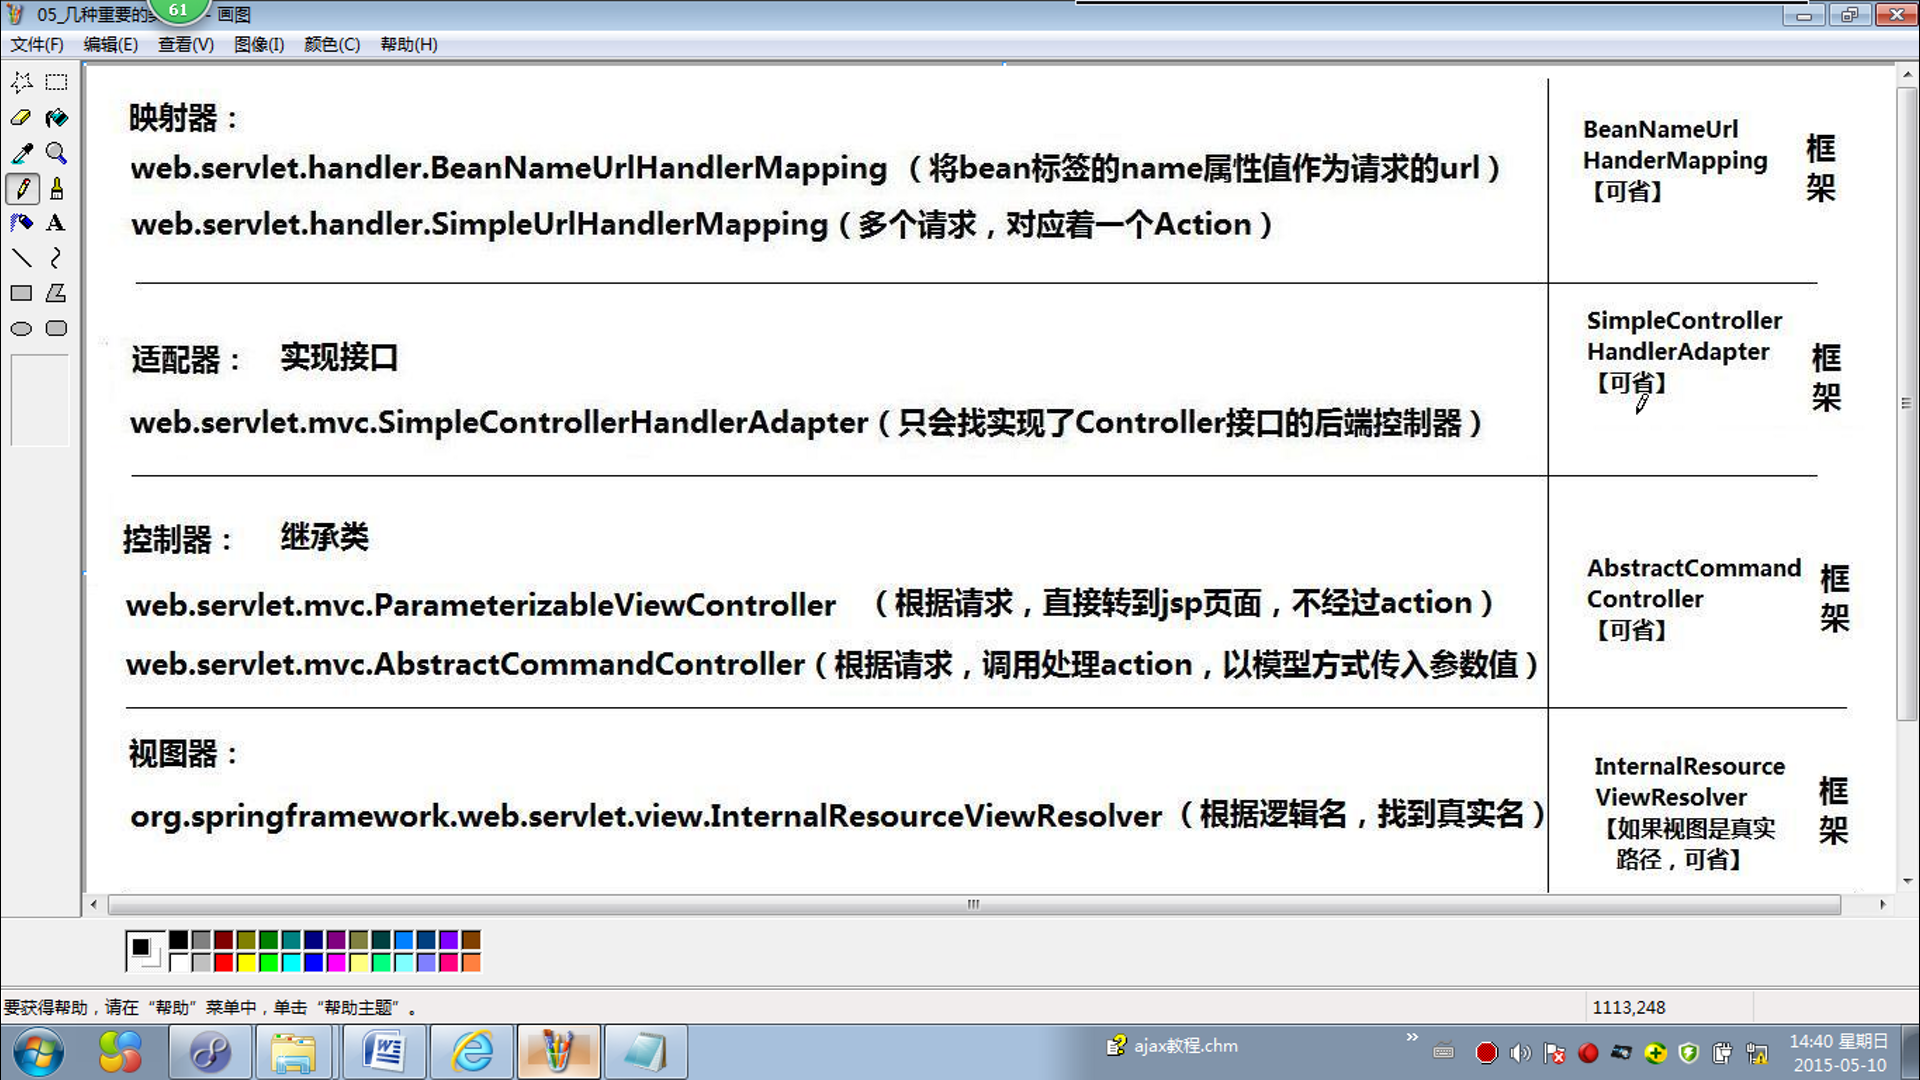 05_几种重要的 - 画图
61
文件(F) 编辑(E) 查看(V) 图像(I) 颜色(C) 帮助(H)
映射器：
web.servlet.handler.BeanNameUrlHandlerMapping （将bean标签的name属性值作为请求的url）
web.servlet.handler.SimpleUrlHandlerMapping（多个请求，对应着一个Action）
BeanNameUrl
HanderMapping
【可省】
框
架
适配器： 实现接口
web.servlet.mvc.SimpleControllerHandlerAdapter（只会找实现了Controller接口的后端控制器）
SimpleController
HandlerAdapter
【可省】
框
架
控制器： 继承类
web.servlet.mvc.ParameterizableViewController （根据请求，直接转到jsp页面，不经过action）
web.servlet.mvc.AbstractCommandController（根据请求，调用处理action，以模型方式传入参数值）
AbstractCommand
Controller
【可省】
框
架
视图器：
org.springframework.web.servlet.view.InternalResourceViewResolver （根据逻辑名，找到真实名）
InternalResource
ViewResolver
【如果视图是真实
路径，可省】
框
架
要获得帮助，请在“帮助”菜单中，单击“帮助主题”。
1113,248
ajax教程.chm
14:40 星期日
2015-05-10